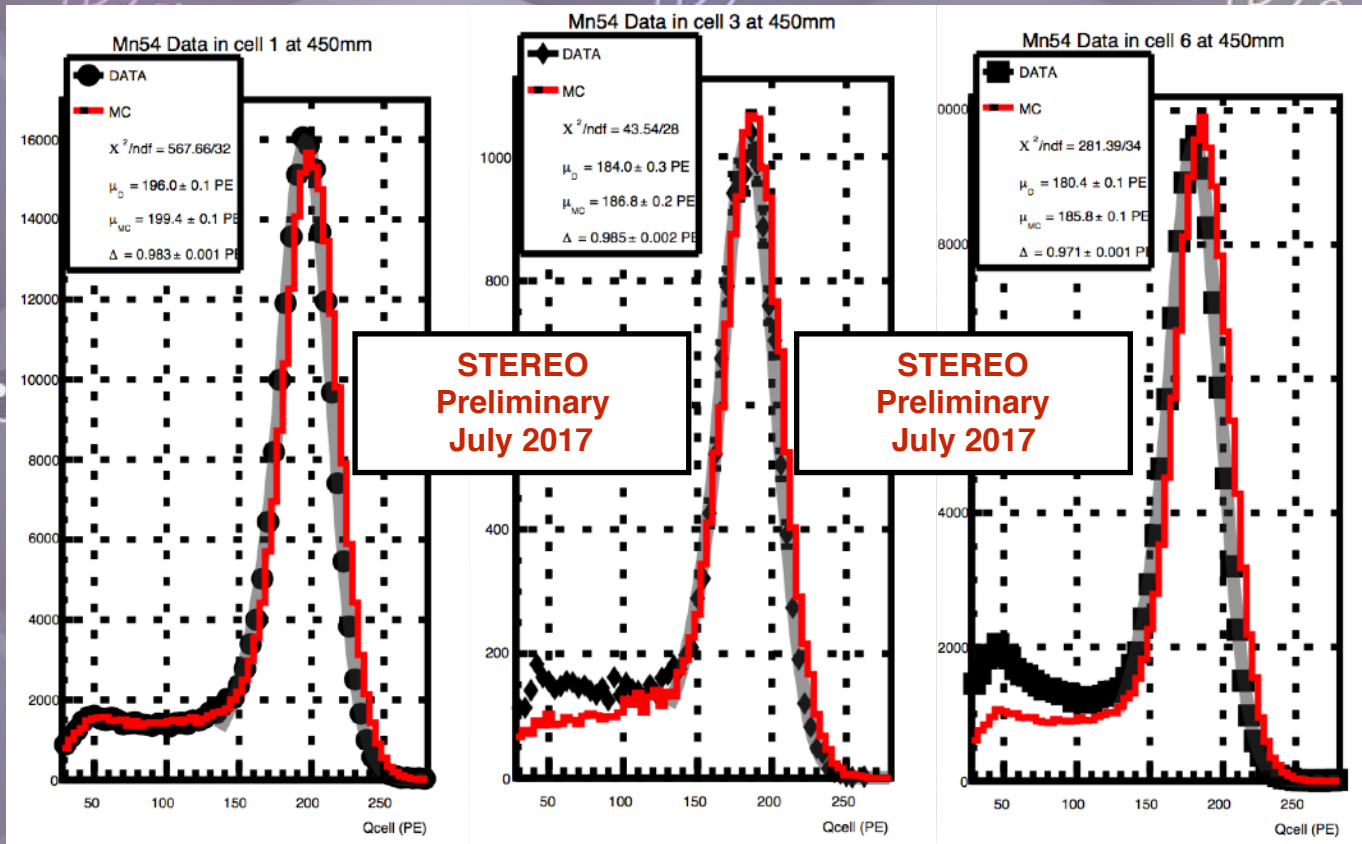 Mn54 Data in cell 1 at 450mm
DATA
MC
Χ²/ndf = 567.66/32
μ_D = 196.0 ± 0.1 PE
μ_MC = 199.4 ± 0.1 PE
Δ = 0.983 ± 0.001 PE
16000
14000
12000
10000
8000
6000
4000
2000
0
50 100 150 200 250
Qcell (PE)
Mn54 Data in cell 3 at 450mm
DATA
MC
Χ²/ndf = 43.54/28
μ_D = 184.0 ± 0.3 PE
μ_MC = 186.8 ± 0.2 PE
Δ = 0.985 ± 0.002 PE
1000
800
400
200
0
50 100 150 200 250
Qcell (PE)
STEREO
Preliminary
July 2017
Mn54 Data in cell 6 at 450mm
DATA
MC
Χ²/ndf = 281.39/34
μ_D = 180.4 ± 0.1 PE
μ_MC = 185.8 ± 0.1 PE
Δ = 0.971 ± 0.001 PE
0000
8000
4000
2000
0
50 100 150 200 250
Qcell (PE)
STEREO
Preliminary
July 2017